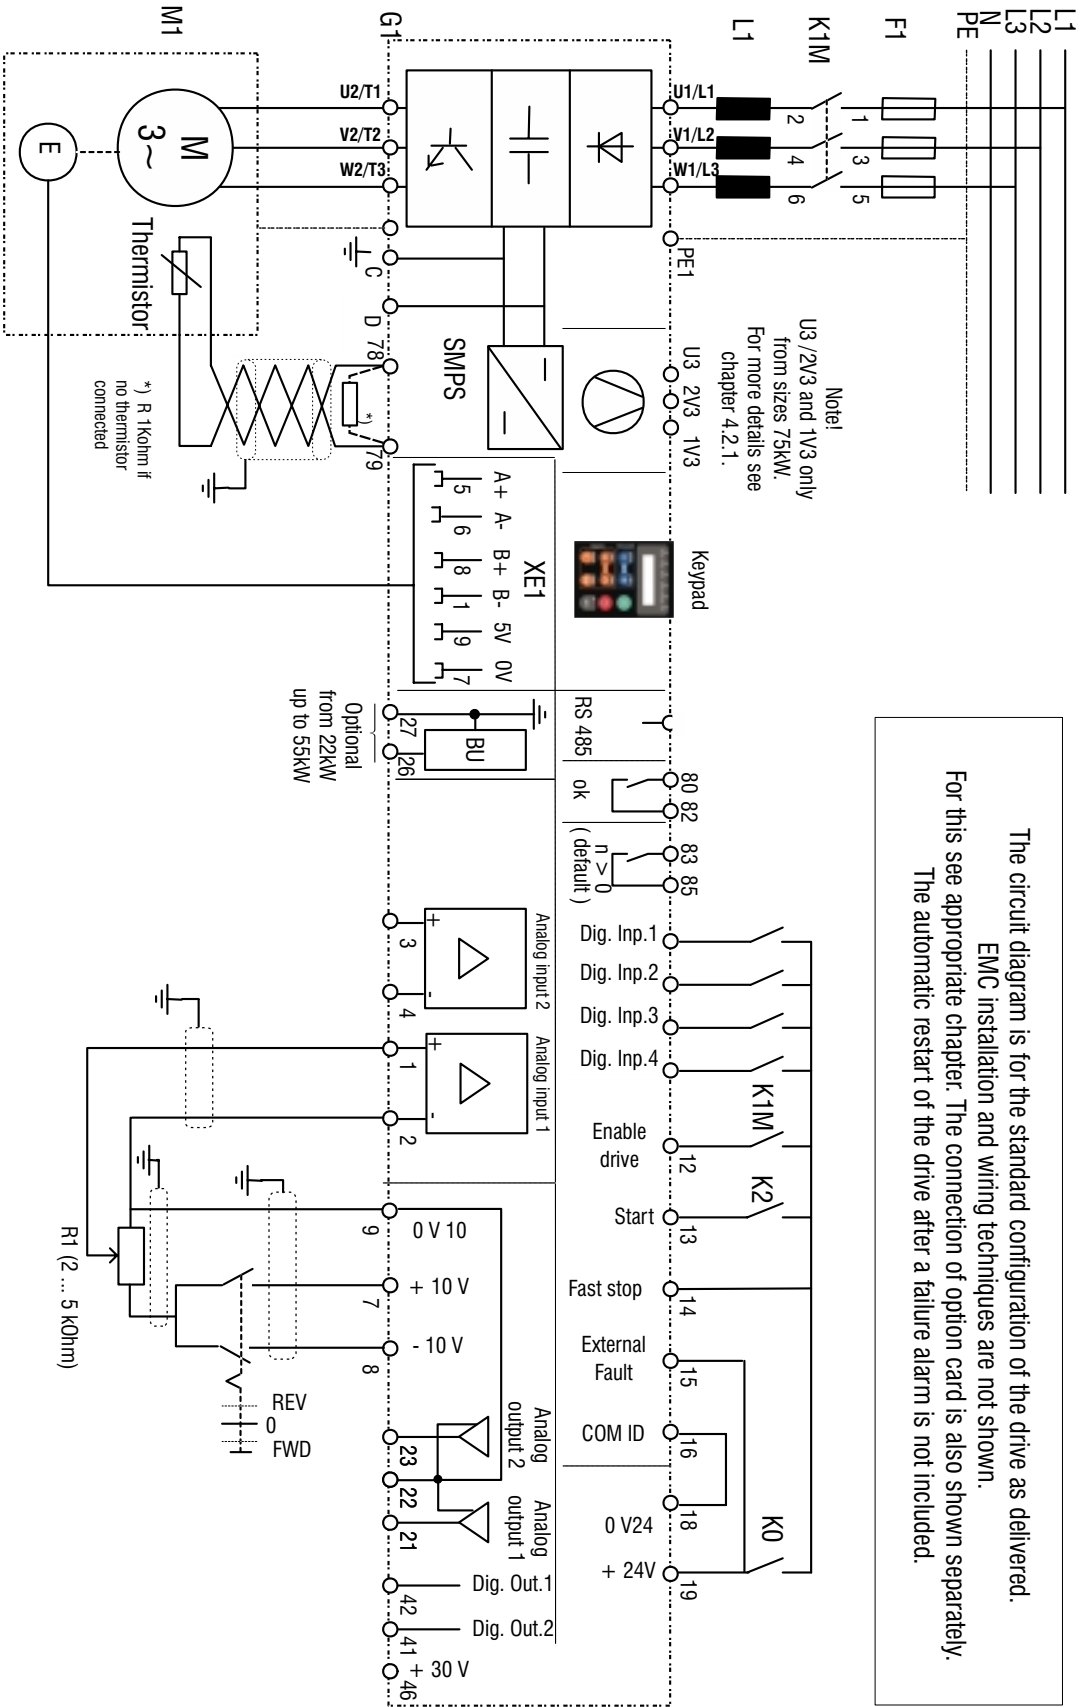 The circuit diagram is for the standard configuration of the drive as delivered.
EMC installation and wiring techniques are not shown.
For this see appropriate chapter. The connection of option card is also shown separately.
The automatic restart of the drive after a failure alarm is not included.
L1
L2
L3
N
PE
F1
K1M
L1
G1
M1
1
3
5
2
4
6
U1/L1
V1/L2
W1/L3
PE1
U2/T1
V2/T2
W2/T3
M
3~
E
Thermistor
C
D
78
79
*)
*) R 1Kohm if
no thermistor
connected
SMPS
Note!
U3 /2V3 and 1V3 only
from sizes 75kW.
For more details see
chapter 4.2.1.
U3
2V3
1V3
Keypad
XE1
A+
A-
B+
B-
5V
0V
5
6
8
1
9
7
RS 485
BU
27
26
Optional
from 22kW
up to 55kW
ok
80
82
n > 0
( default )
83
85
Analog input 2
+
-
3
4
Analog input 1
+
-
1
2
Dig. Inp.1
Dig. Inp.2
Dig. Inp.3
Dig. Inp.4
Enable
drive
12
K1M
Start
13
K2
Fast stop
14
External
Fault
15
COM ID
16
0 V24
18
+ 24V
19
K0
0 V 10
9
+ 10 V
7
- 10 V
8
R1 (2 ... 5 kOhm)
REV
0
FWD
Analog
output 2
23
22
Analog
output 1
21
Dig. Out.1
42
Dig. Out.2
41
+ 30 V
46